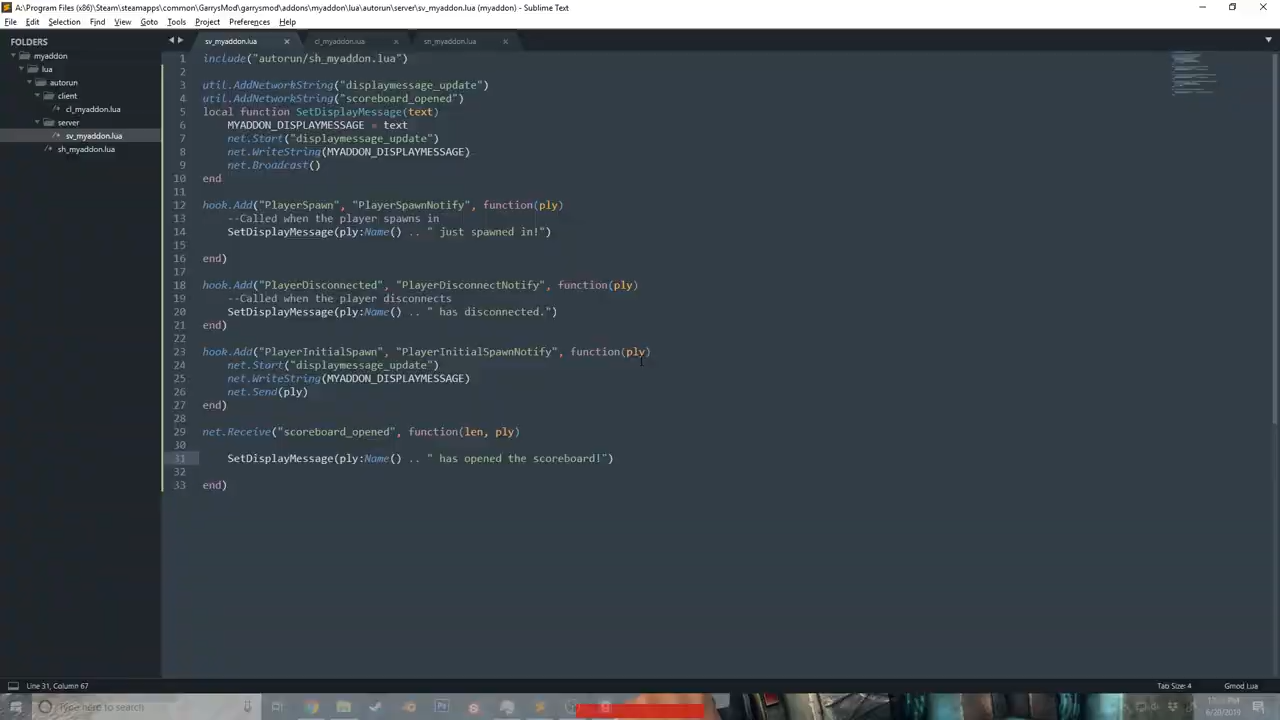 A:\Program Files (x86)\Steam\steamapps\common\GarrysMod\garrysmod\addons\myaddon\lua\autorun\server\sv_myaddon.lua (myaddon) - Sublime Text
File Edit Selection Find View Goto Tools Project Preferences Help
FOLDERS
myaddon
lua
autorun
client
cl_myaddon.lua
server
sv_myaddon.lua
sh_myaddon.lua
sv_myaddon.lua cl_myaddon.lua sh_myaddon.lua
1 include("autorun/sh_myaddon.lua")
2
3 util.AddNetworkString("displaymessage_update")
4 util.AddNetworkString("scoreboard_opened")
5 local function SetDisplayMessage(text)
6 MYADDON_DISPLAYMESSAGE = text
7 net.Start("displaymessage_update")
8 net.WriteString(MYADDON_DISPLAYMESSAGE)
9 net.Broadcast()
10 end
11
12 hook.Add("PlayerSpawn", "PlayerSpawnNotify", function(ply)
13 --Called when the player spawns in
14 SetDisplayMessage(ply:Name() .. " just spawned in!")
15
16 end)
17
18 hook.Add("PlayerDisconnected", "PlayerDisconnectNotify", function(ply)
19 --Called when the player disconnects
20 SetDisplayMessage(ply:Name() .. " has disconnected.")
21 end)
22
23 hook.Add("PlayerInitialSpawn", "PlayerInitialSpawnNotify", function(ply)
24 net.Start("displaymessage_update")
25 net.WriteString(MYADDON_DISPLAYMESSAGE)
26 net.Send(ply)
27 end)
28
29 net.Receive("scoreboard_opened", function(len, ply)
30
31 SetDisplayMessage(ply:Name() .. " has opened the scoreboard!")
32
33 end)
Line 31, Column 67
Tab Size: 4 Gmod Lua
Type here to search
6/20/2019